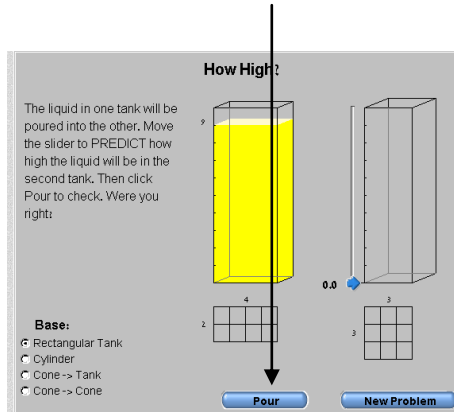 How High?
The liquid in one tank will be
poured into the other. Move
the slider to PREDICT how
high the liquid will be in the
second tank. Then click
Pour to check. Were you
right?
9
0.0
4
2
3
3
Base:
Rectangular Tank
Cylinder
Cone -> Tank
Cone -> Cone
Pour
New Problem